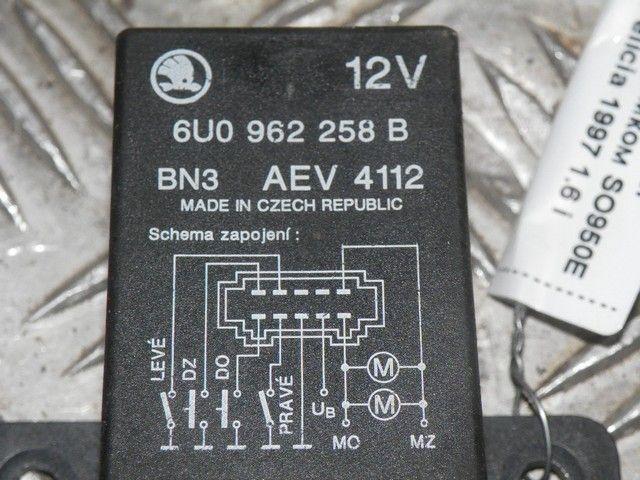 12V
6U0 962 258 B
BN3 AEV 4112
MADE IN CZECH REPUBLIC
Schema zapojení :
LEVÉ
DZ
DO
PRAVÉ
UB
M
M
MO
MZ
1997 1.6 i
SO950E